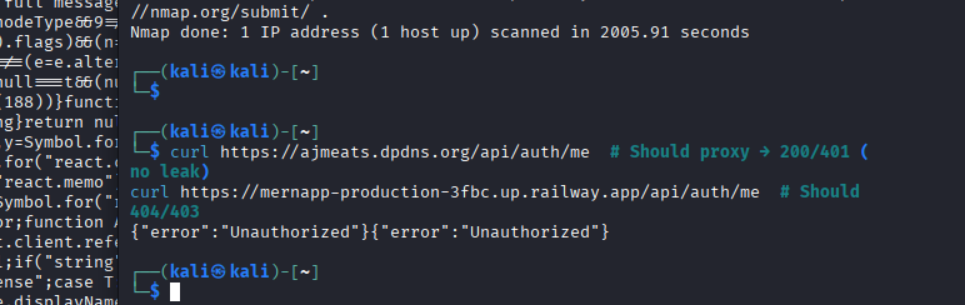 full message
nodeType&&9≡
).flags)&&(n=
≠≠(e=e.alte
null≡≡t&&(nu
(188))}funct
ng}return nu
,y=Symbol.fo
.for("react.
"react.memo"
Symbol.for("
or;function
t.client.refe
.;if("string"
ense";case T
e.displayName
//nmap.org/submit/ .
Nmap done: 1 IP address (1 host up) scanned in 2005.91 seconds
┌──(kali㉿kali)-[~]
└─$
┌──(kali㉿kali)-[~]
└─$ curl https://ajmeats.dpdns.org/api/auth/me  # Should proxy → 200/401 (
no leak)
curl https://mernapp-production-3fbc.up.railway.app/api/auth/me  # Should
404/403
{"error":"Unauthorized"}{"error":"Unauthorized"}
┌──(kali㉿kali)-[~]
└─$